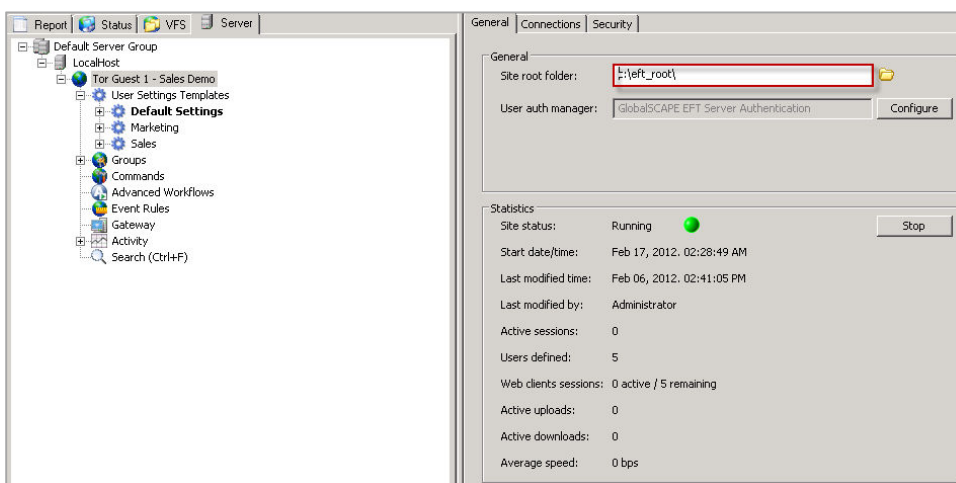 Report Status VFS Server
Default Server Group
LocalHost
Tor Guest 1 - Sales Demo
User Settings Templates
Default Settings
Marketing
Sales
Groups
Commands
Advanced Workflows
Event Rules
Gateway
Activity
Search (Ctrl+F)
General Connections Security
General
Site root folder: :\eft_root\
User auth manager: GlobalSCAPE EFT Server Authentication Configure
Statistics
Site status: Running Stop
Start date/time: Feb 17, 2012. 02:28:49 AM
Last modified time: Feb 06, 2012. 02:41:05 PM
Last modified by: Administrator
Active sessions: 0
Users defined: 5
Web clients sessions: 0 active / 5 remaining
Active uploads: 0
Active downloads: 0
Average speed: 0 bps